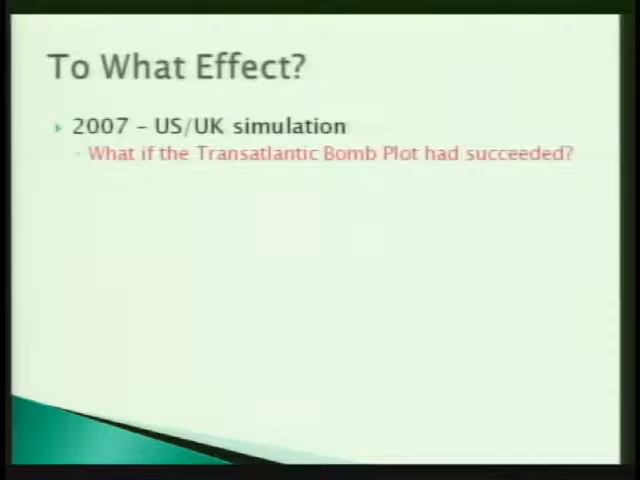 To What Effect?
2007 – US/UK simulation
What if the Transatlantic Bomb Plot had succeeded?